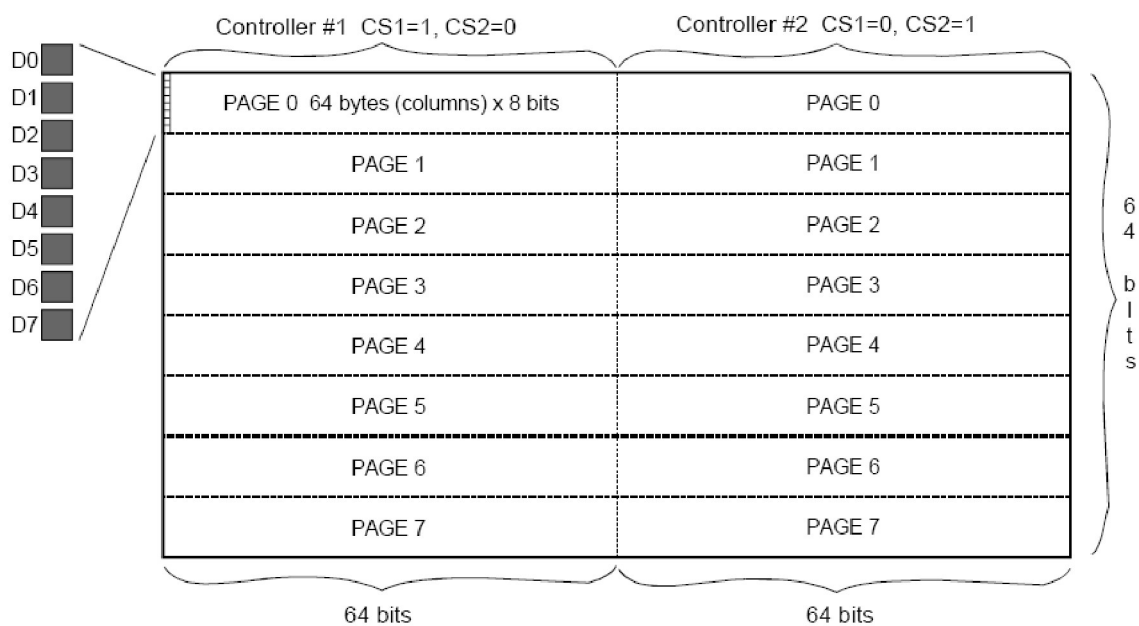 Controller #1 CS1=1, CS2=0
Controller #2 CS1=0, CS2=1
D0
D1
D2
D3
D4
D5
D6
D7
PAGE 0 64 bytes (columns) x 8 bits
PAGE 0
PAGE 1
PAGE 1
PAGE 2
PAGE 2
PAGE 3
PAGE 3
PAGE 4
PAGE 4
PAGE 5
PAGE 5
PAGE 6
PAGE 6
PAGE 7
PAGE 7
64 bIts
64 bits
64 bits